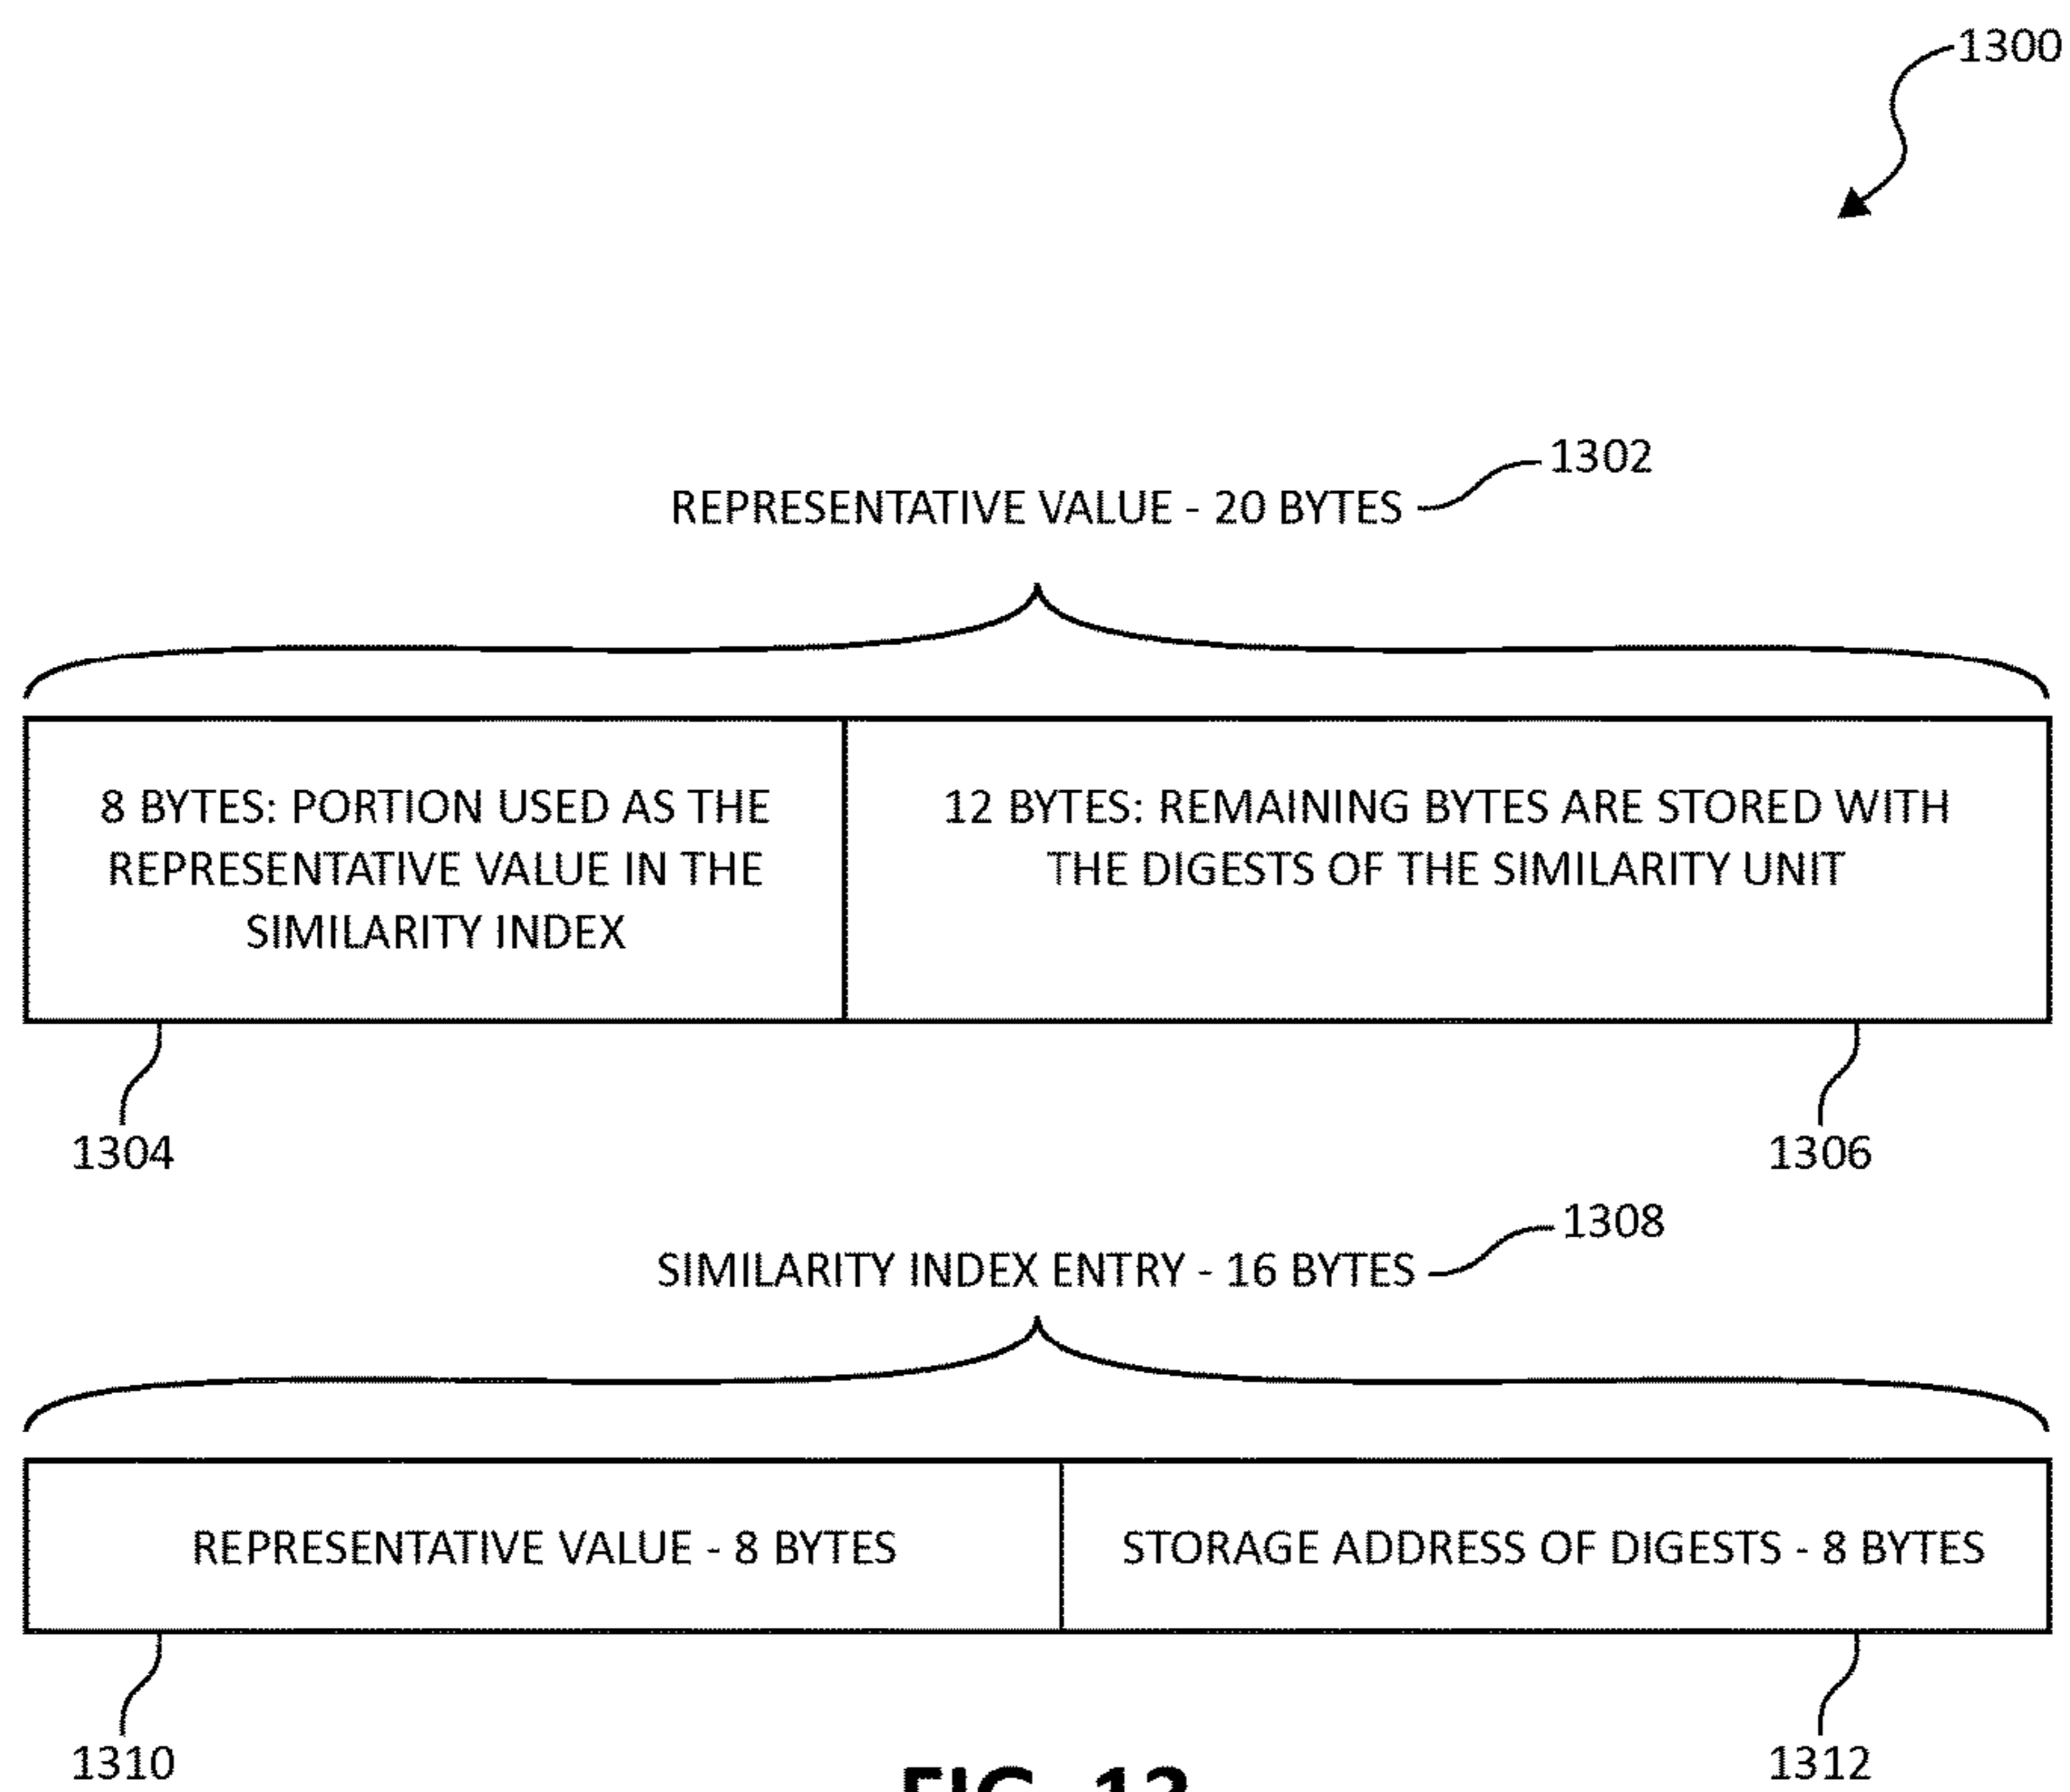 1300
1302
REPRESENTATIVE VALUE - 20 BYTES
8 BYTES: PORTION USED AS THE
REPRESENTATIVE VALUE IN THE
SIMILARITY INDEX
12 BYTES: REMAINING BYTES ARE STORED WITH
THE DIGESTS OF THE SIMILARITY UNIT
1304
1306
1308
SIMILARITY INDEX ENTRY - 16 BYTES
REPRESENTATIVE VALUE - 8 BYTES
STORAGE ADDRESS OF DIGESTS - 8 BYTES
1310
1312
FIG. 13